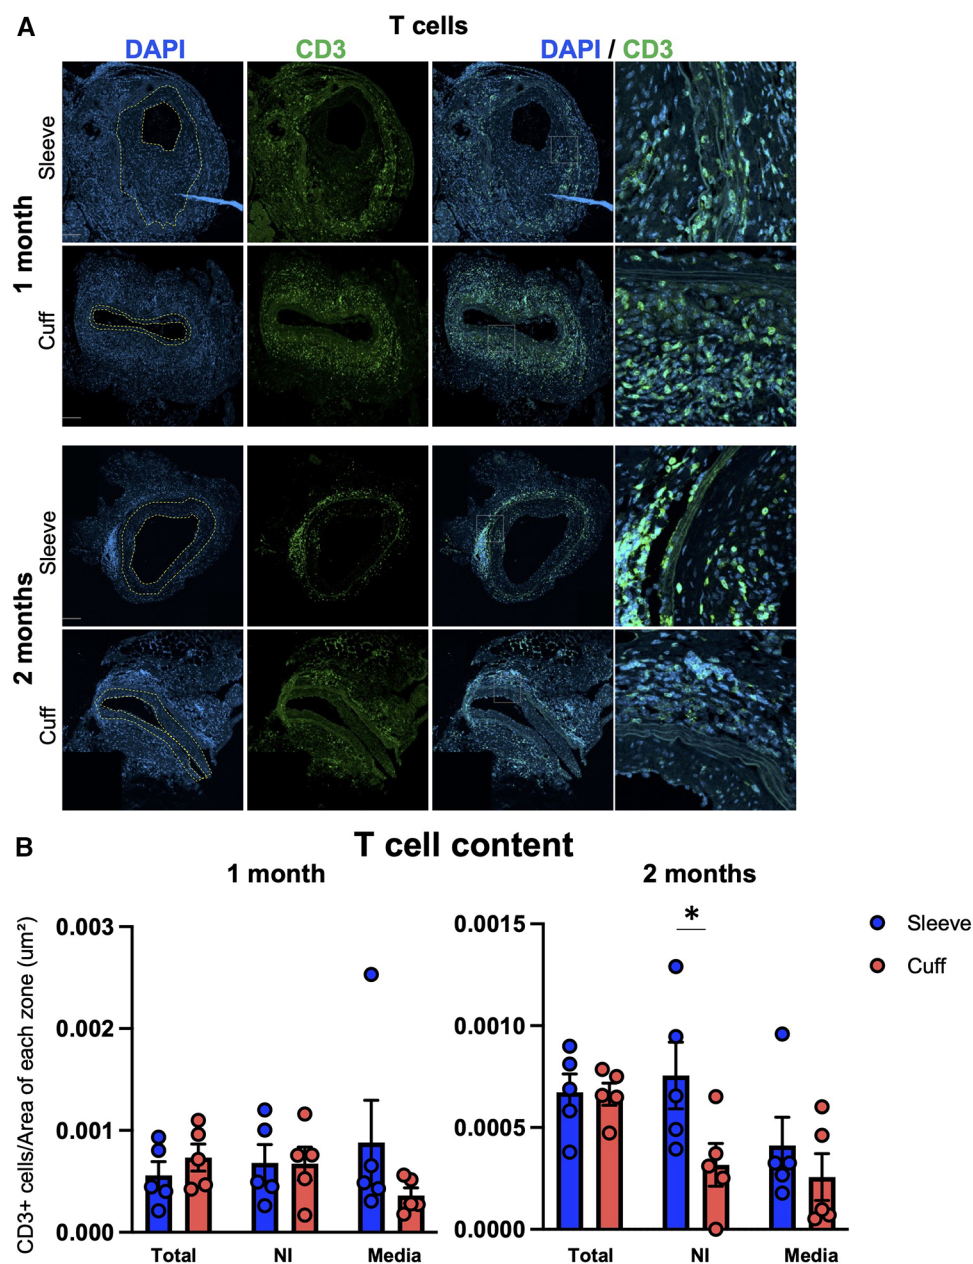 A
T cells
DAPI
CD3
DAPI / CD3
1 month
Sleeve
Cuff
2 months
Sleeve
Cuff
B
T cell content
1 month
2 months
CD3+ cells/Area of each zone (um²)
0.003
0.002
0.001
0.000
Total
NI
Media
0.0015
0.0010
0.0005
0.0000
*
Total
NI
Media
Sleeve
Cuff